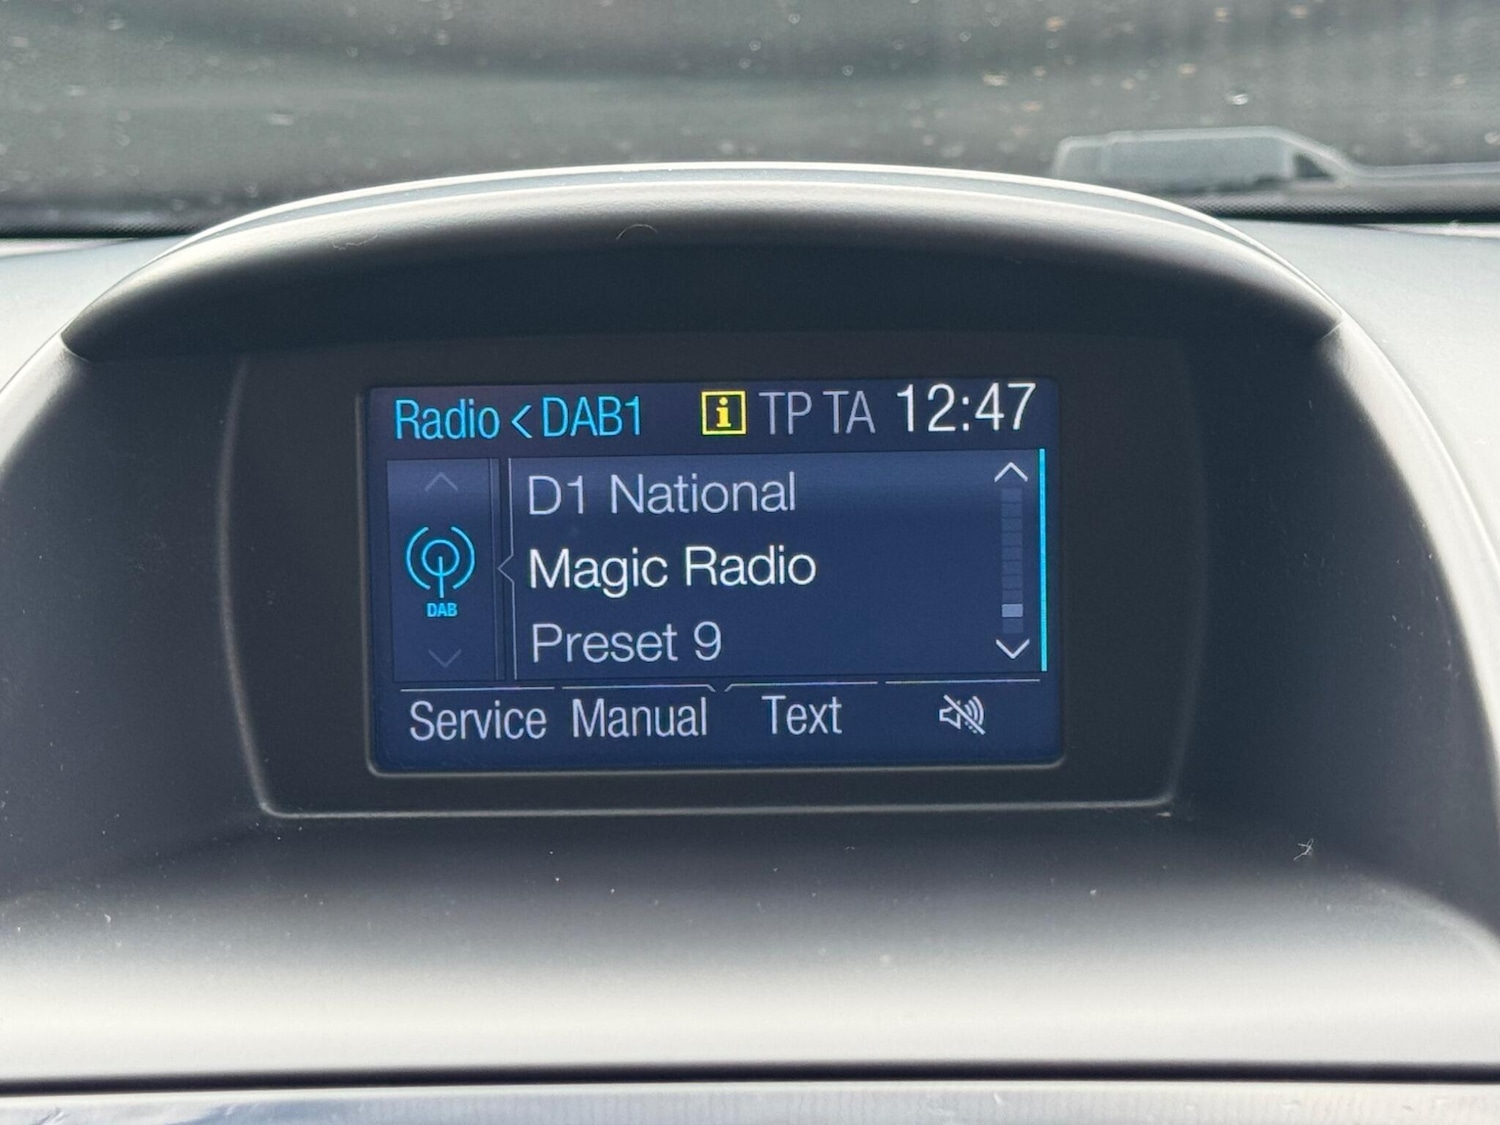 Radio < DAB1 i TP TA 12:47
D1 National
Magic Radio
DAB
Preset 9
Service Manual Text